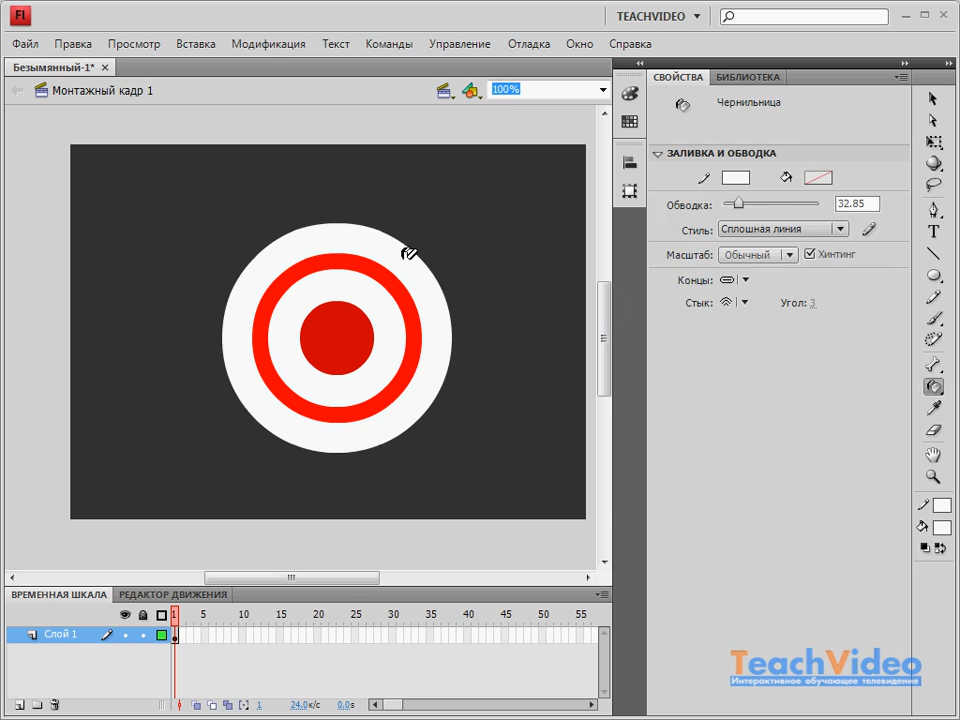 Fl
TEACHVIDEO
Файл Правка Просмотр Вставка Модификация Текст Команды Управление Отладка Окно Справка
Безымянный-1*
Монтажный кадр 1
100%
СВОЙСТВА БИБЛИОТЕКА
Чернильница
ЗАЛИВКА И ОБВОДКА
Обводка: 32.85
Стиль: Сплошная линия
Масштаб: Обычный Хинтинг
Концы:
Стык: Угол: 3
T
ВРЕМЕННАЯ ШКАЛА РЕДАКТОР ДВИЖЕНИЯ
1 5 10 15 20 25 30 35 40 45 50 55
Слой 1
1 24.0к/с 0.0s
TeachVideo
Интерактивное обучающее телевидение